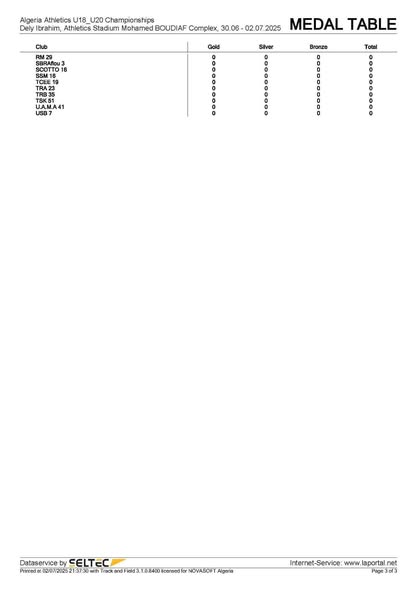 Algeria Athletics U18_U20 Championships
Dely Ibrahim, Athletics Stadium Mohamed BOUDIAF Complex, 30.06 - 02.07.2025
MEDAL TABLE
Club Gold Silver Bronze Total
RM 29 0 0 0 0
SBRAflou 3 0 0 0 0
SCOTTO 16 0 0 0 0
SSM 16 0 0 0 0
TCEE 19 0 0 0 0
TRA 23 0 0 0 0
TRB 35 0 0 0 0
TSK 51 0 0 0 0
U.A.M.A 41 0 0 0 0
USB 7 0 0 0 0
Dataservice by SELTEC Internet-Service: www.laportal.net
Printed at 02/07/2025 21:37:30 with Track and Field 3.1.0.8400 licensed for NOVASOFT Algeria Page 3 of 3